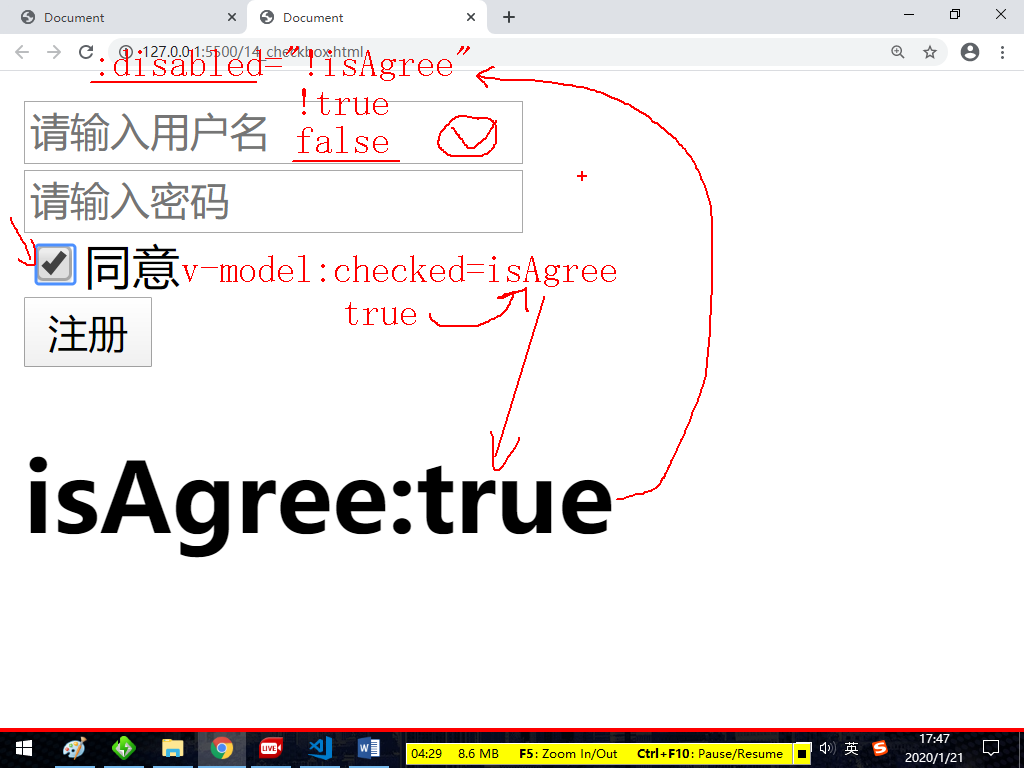 Document
Document
127.0.0.1:5500/14_checkbox.html
:disabled="!isAgree"
!true
请输入用户名
false
请输入密码
同意
v-model:checked=isAgree
true
注册
isAgree:true
LIVE
04:29 8.6 MB F5: Zoom In/Out Ctrl+F10: Pause/Resume
英
17:47
2020/1/21